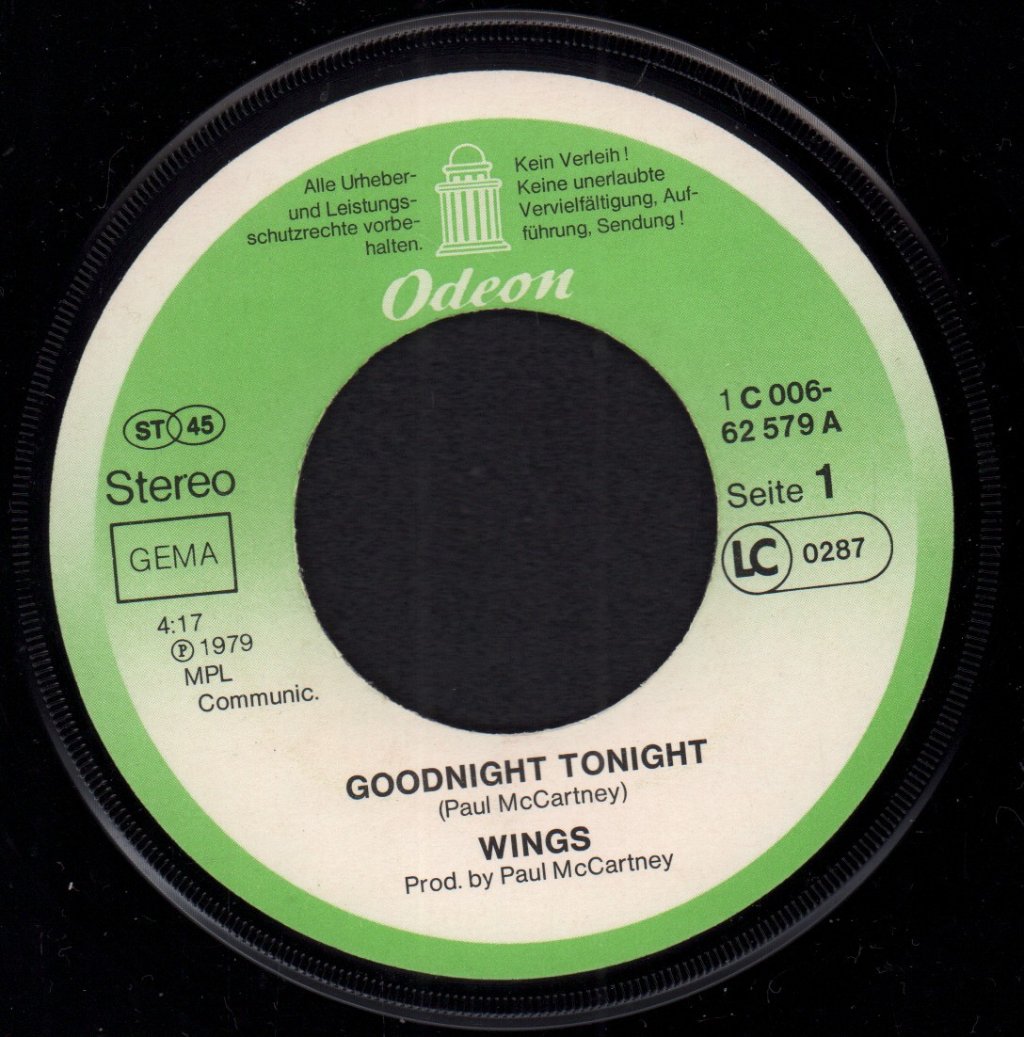 Alle Urheber-
und Leistungs-
schutzrechte vorbe-
halten.
Kein Verleih !
Keine unerlaubte
Vervielfältigung, Auf-
führung, Sendung !
Odeon
ST 45
Stereo
GEMA
4:17
℗ 1979
MPL
Communic.
1 C 006-
62 579 A
Seite 1
LC 0287
GOODNIGHT TONIGHT
(Paul McCartney)
WINGS
Prod. by Paul McCartney